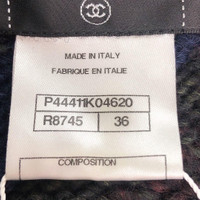 MADE IN ITALY
FABRIQUE EN ITALIE
P44411K04620
R8745 36
COMPOSITION